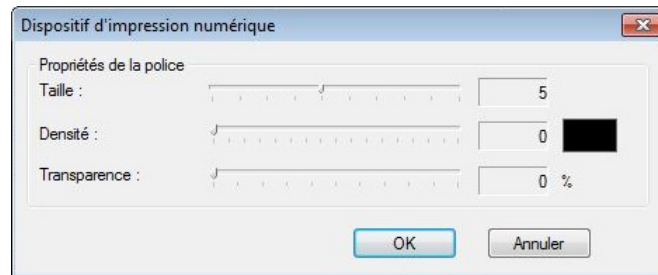 Dispositif d'impression numérique
Propriétés de la police
Taille : 5
Densité : 0
Transparence : 0 %
OK Annuler